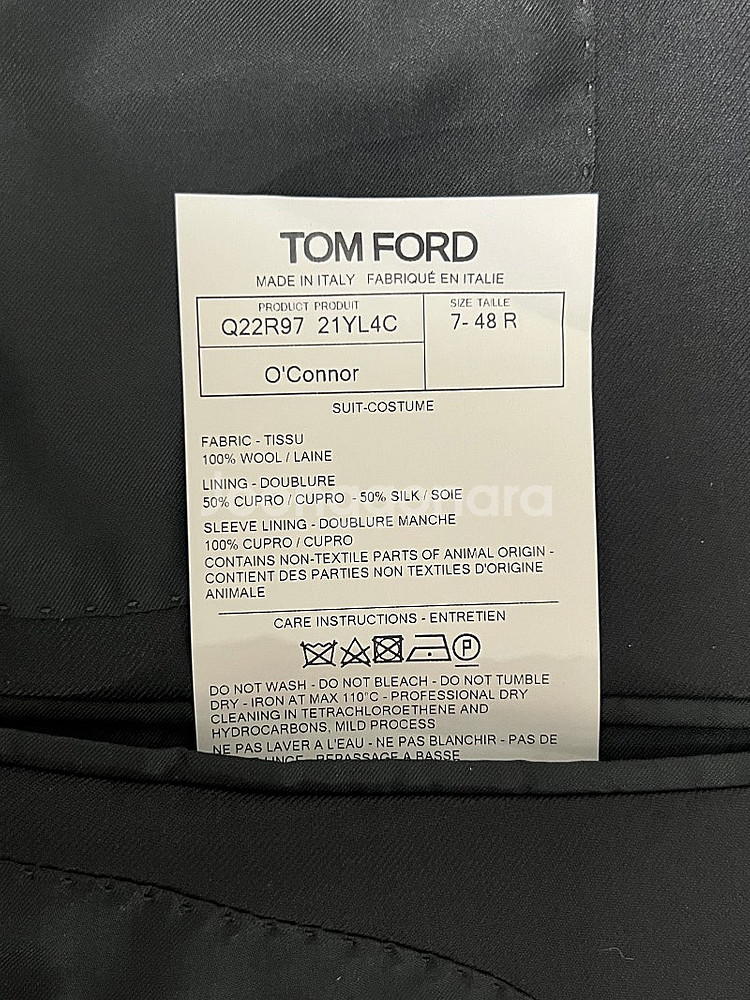 TOM FORD
MADE IN ITALY FABRIQUÉ EN ITALIE
PRODUCT PRODUIT
Q22R97 21YL4C
O'Connor
SIZE TAILLE
7- 48 R
SUIT-COSTUME
FABRIC - TISSU
100% WOOL / LAINE
LINING - DOUBLURE
50% CUPRO / CUPRO - 50% SILK / SOIE
SLEEVE LINING - DOUBLURE MANCHE
100% CUPRO / CUPRO
CONTAINS NON-TEXTILE PARTS OF ANIMAL ORIGIN -
CONTIENT DES PARTIES NON TEXTILES D'ORIGINE
ANIMALE
CARE INSTRUCTIONS - ENTRETIEN
P
DO NOT WASH - DO NOT BLEACH - DO NOT TUMBLE
DRY - IRON AT MAX 110°C - PROFESSIONAL DRY
CLEANING IN TETRACHLOROETHENE AND
HYDROCARBONS, MILD PROCESS
NE PAS LAVER A L'EAU - NE PAS BLANCHIR - PAS DE
REPASSAGE A BASSE